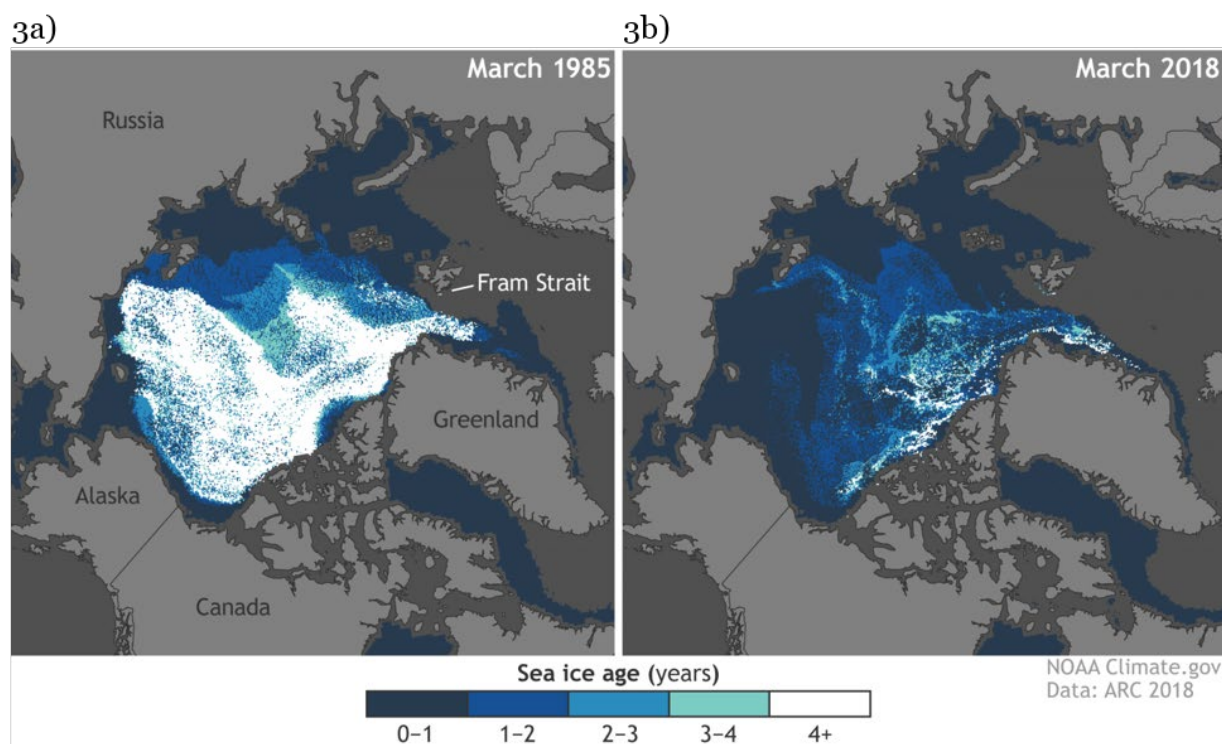 3a)
3b)
March 1985
March 2018
Russia
Fram Strait
Greenland
Alaska
Canada
Sea ice age (years)
0–1 1–2 2–3 3–4 4+
NOAA Climate.gov
Data: ARC 2018